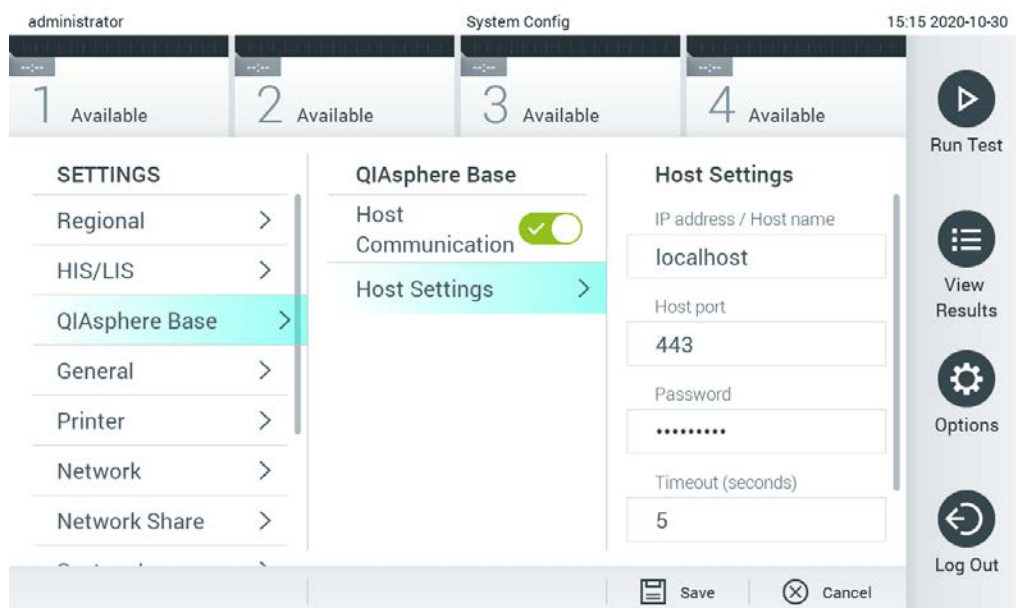 administrator
System Config
15:15 2020-10-30
--:--
--:--
--:--
--:--
1 Available
2 Available
3 Available
4 Available
SETTINGS
Regional
HIS/LIS
QIAsphere Base
General
Printer
Network
Network Share
QIAsphere Base
Host
Communication
Host Settings
Host Settings
IP address / Host name
localhost
Host port
443
Password
•••••••••
Timeout (seconds)
5
Save
Cancel
Run Test
View
Results
Options
Log Out